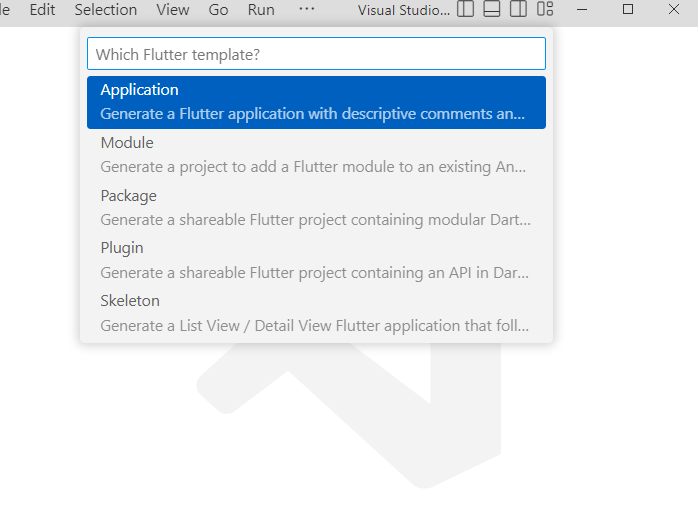 le Edit Selection View Go Run ... Visual Studio...
Which Flutter template?
Application
Generate a Flutter application with descriptive comments an...
Module
Generate a project to add a Flutter module to an existing An...
Package
Generate a shareable Flutter project containing modular Dart...
Plugin
Generate a shareable Flutter project containing an API in Dar...
Skeleton
Generate a List View / Detail View Flutter application that foll...